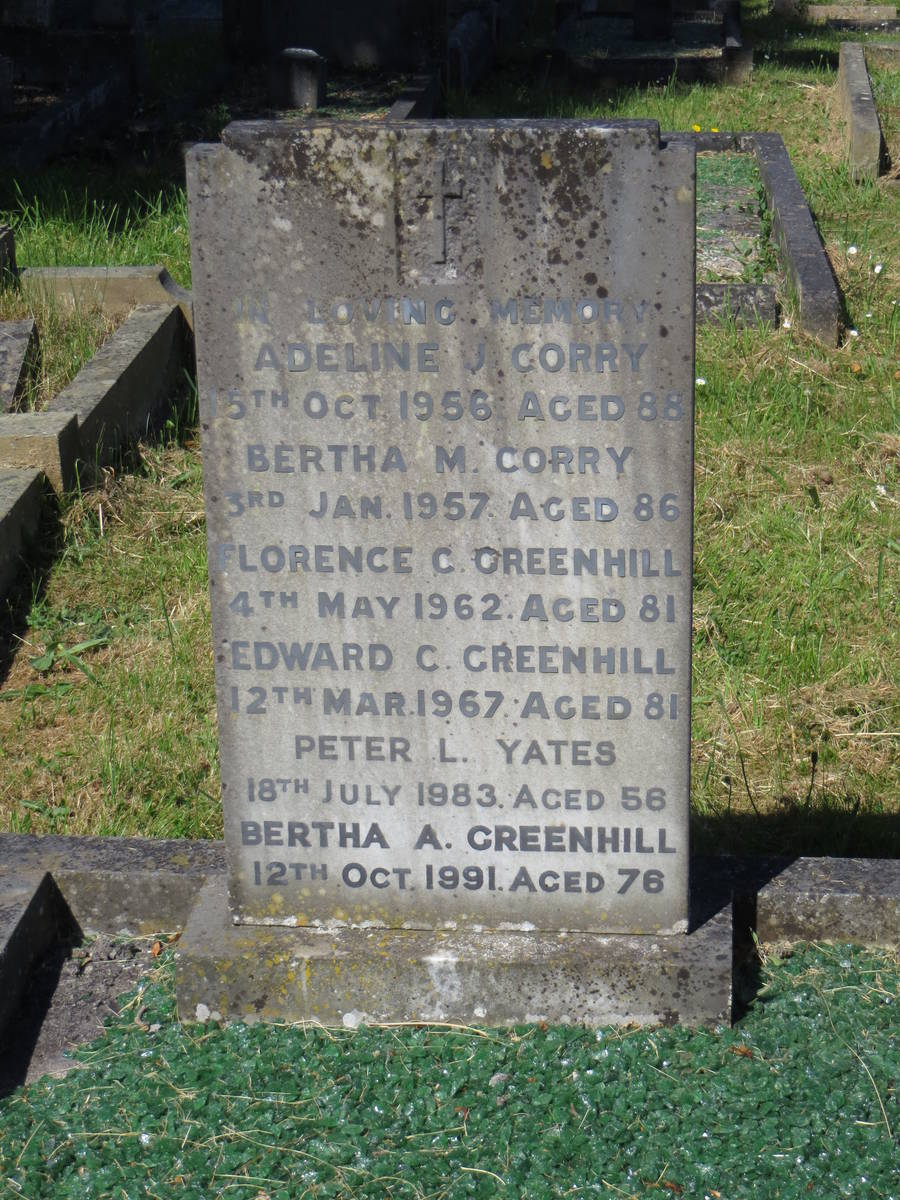 IN LOVING MEMORY
ADELINE J CORRY
15TH OCT. 1956 AGED 88
BERTHA M. CORRY
3RD JAN. 1957. AGED 86
FLORENCE C. GREENHILL
4TH MAY 1962. AGED 81
EDWARD C. GREENHILL
12TH MAR. 1967 AGED 81
PETER L. YATES
18TH JULY 1983. AGED 56
BERTHA A. GREENHILL
12TH OCT. 1991. AGED 76